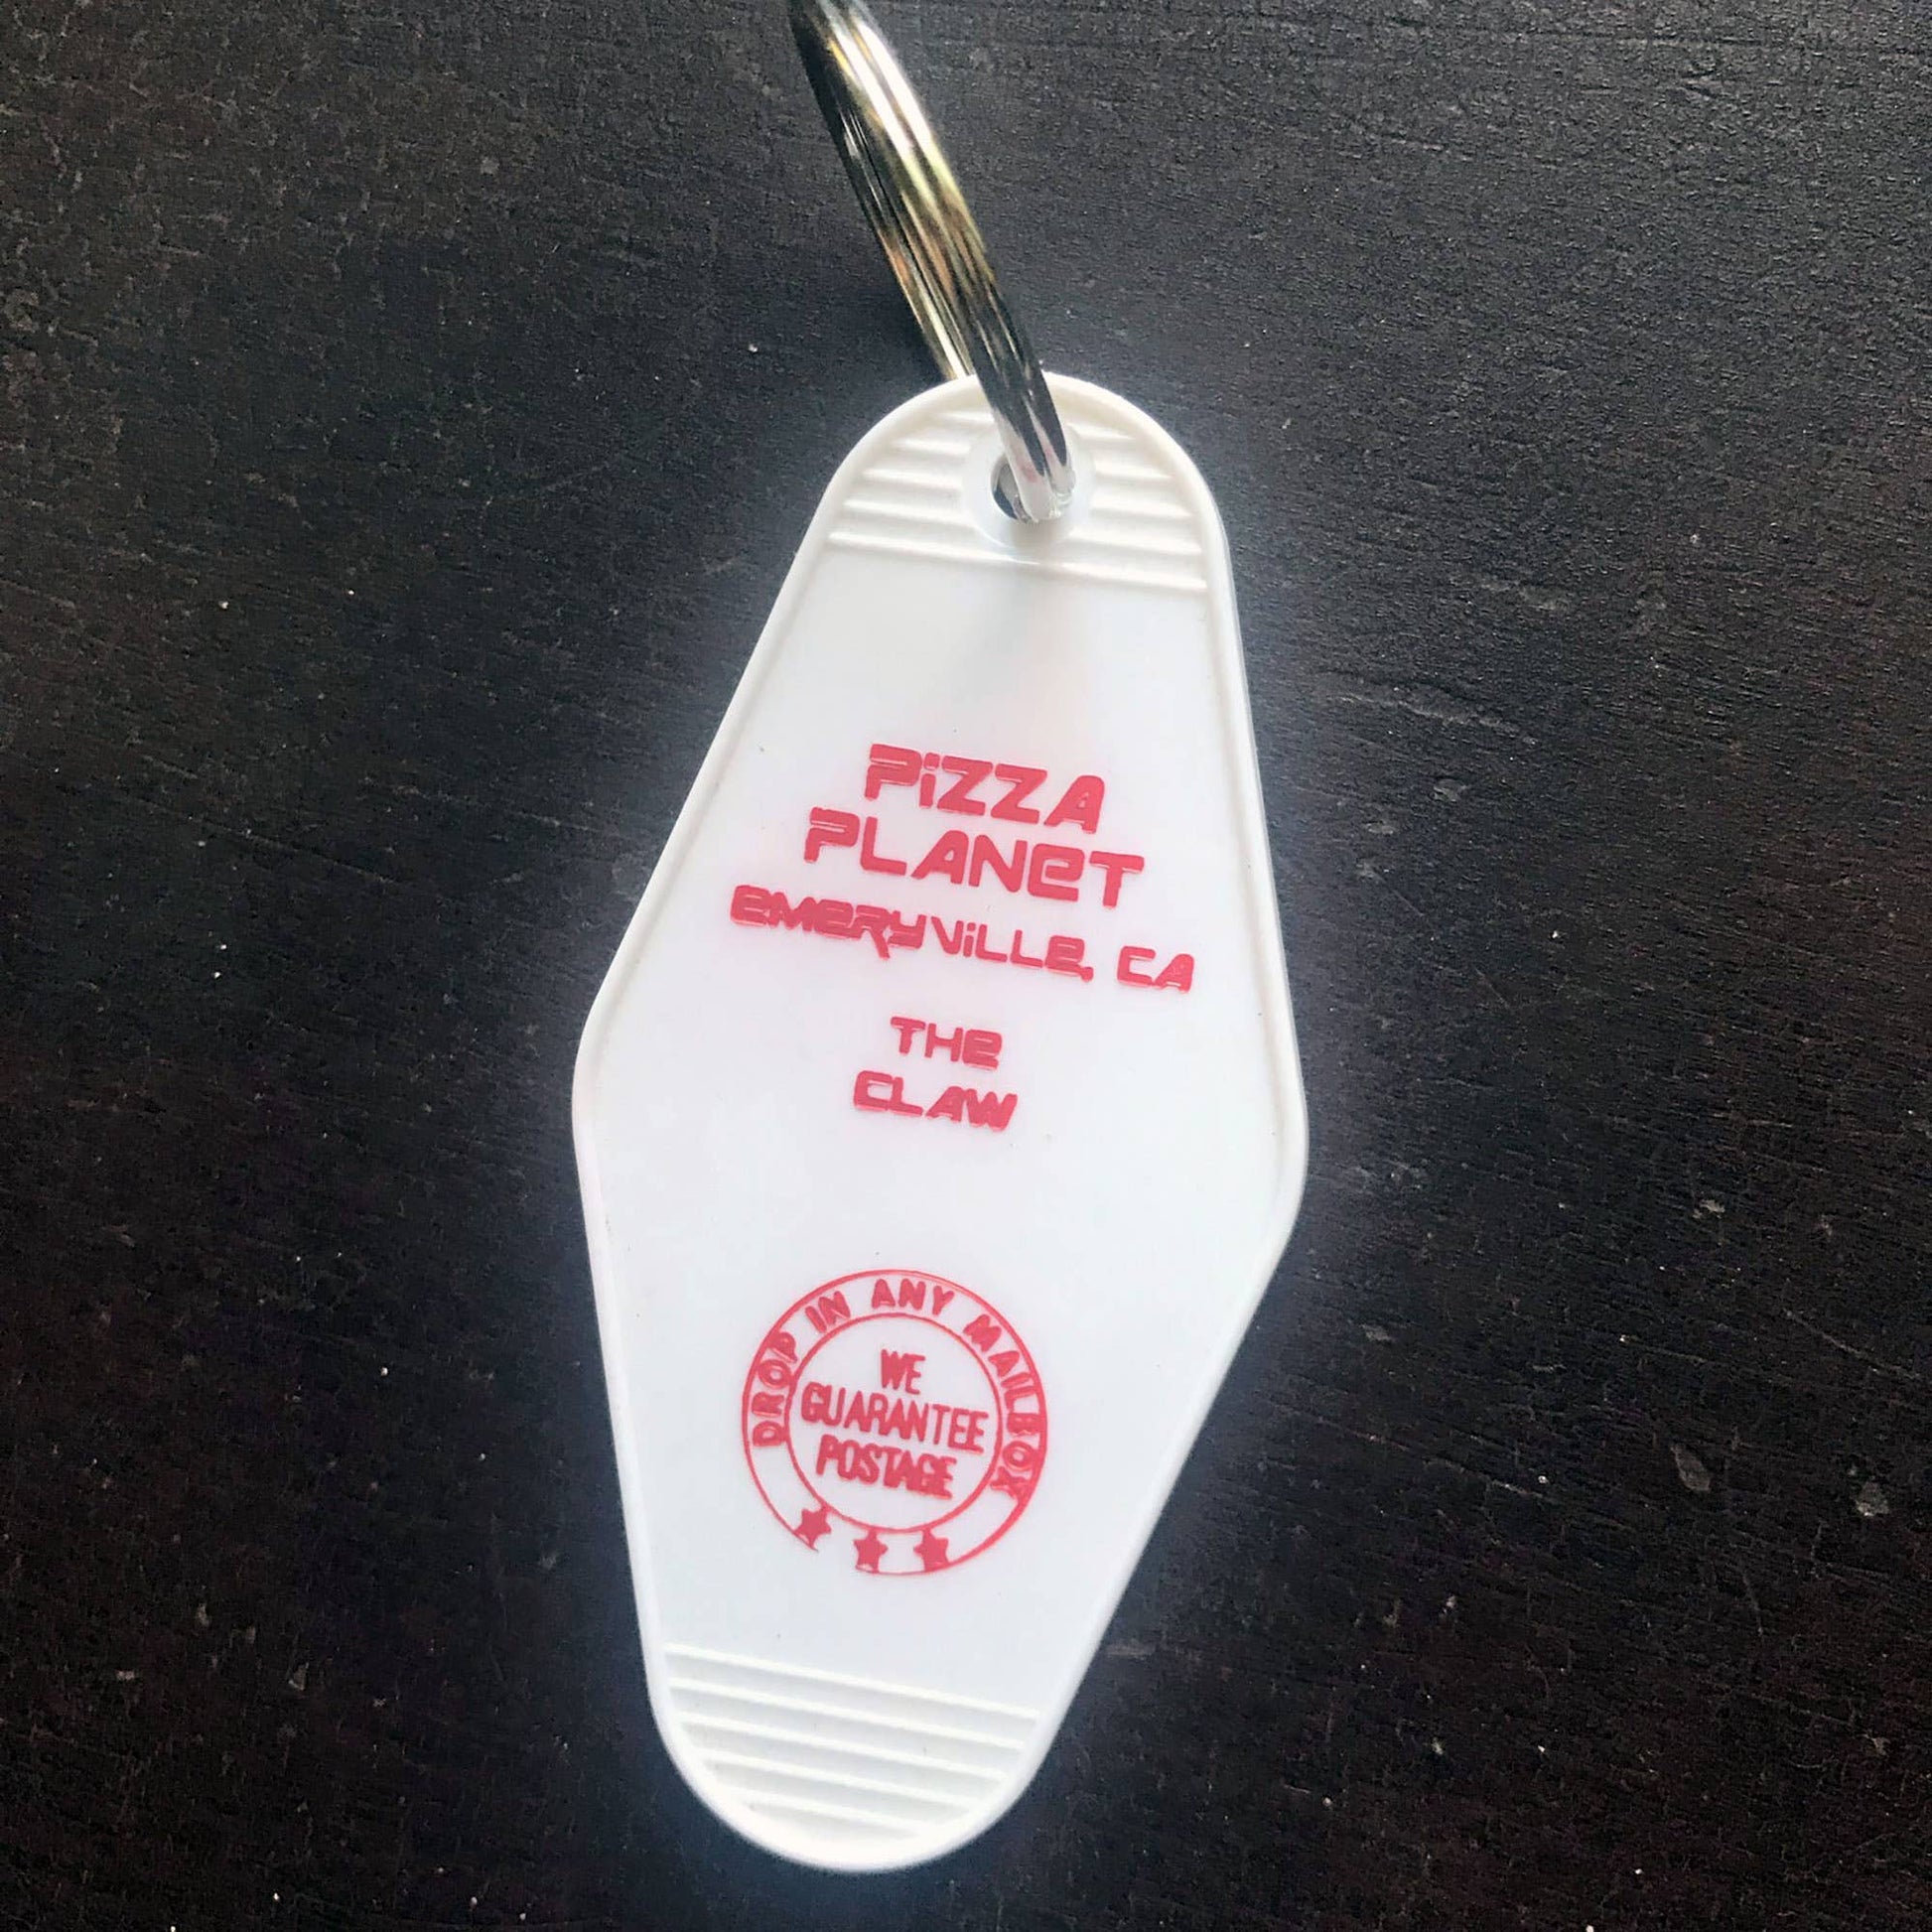 PiZZA
PLANeT
eMeRyViLLe, CA
THe
CLAW
DROP IN ANY MAILBOX
WE
GUARANTEE
POSTAGE